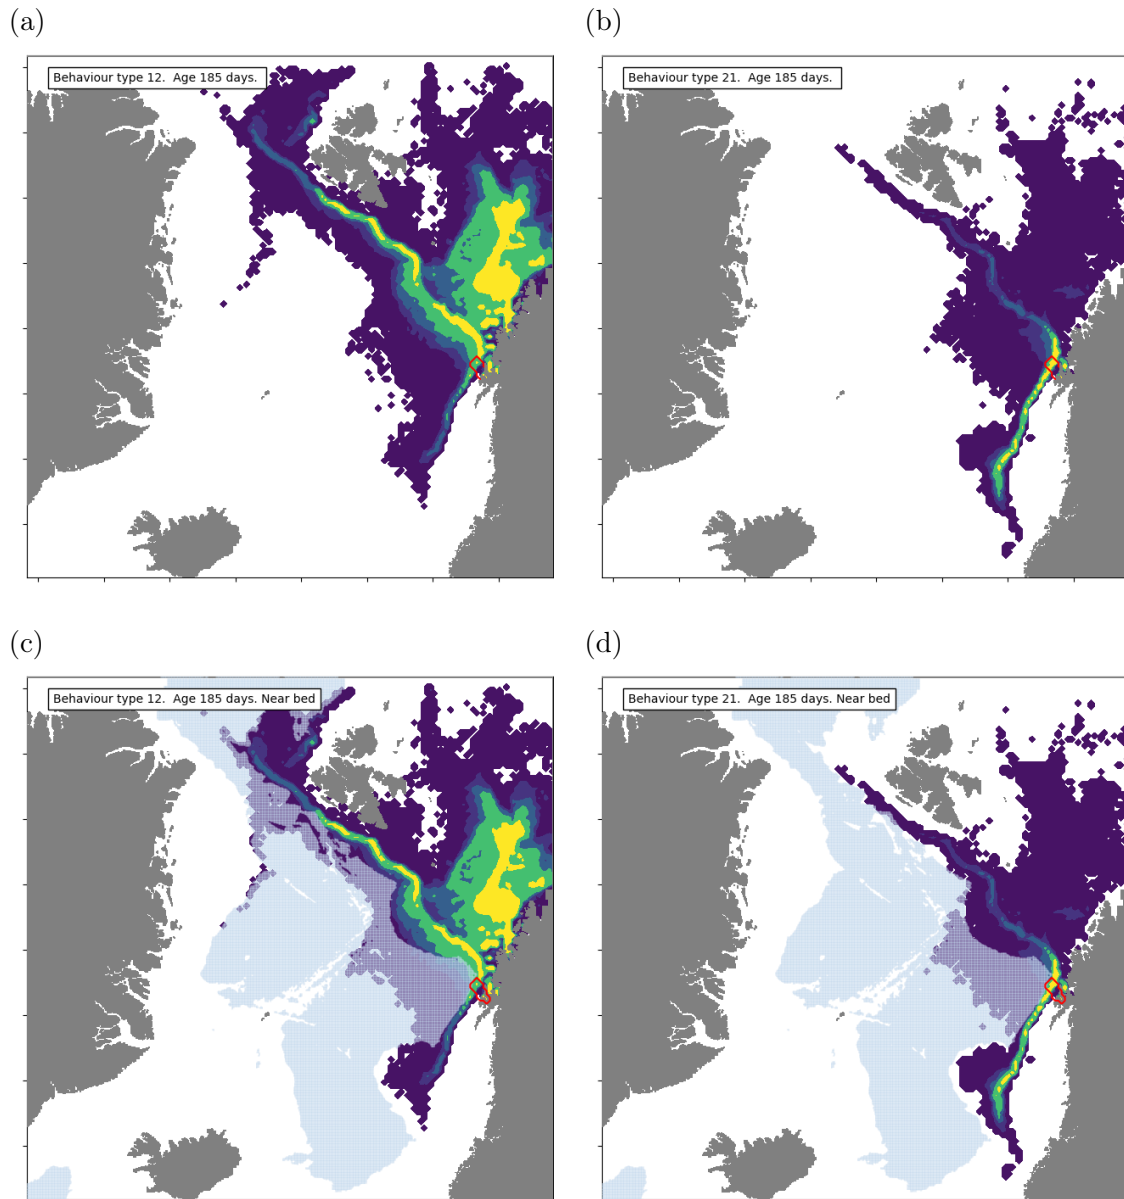 (a)
(b)
Behaviour type 12. Age 185 days.
Behaviour type 21. Age 185 days.
(c)
(d)
Behaviour type 12. Age 185 days. Near bed
Behaviour type 21. Age 185 days. Near bed